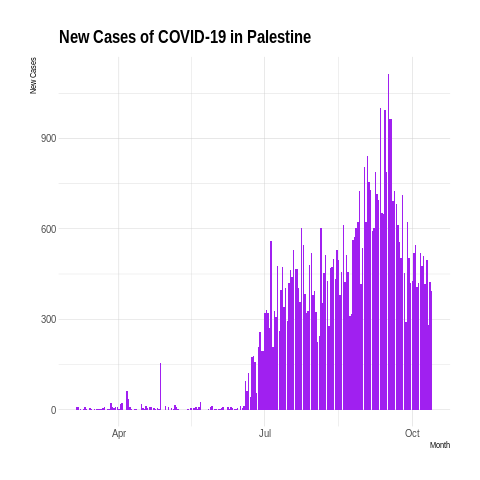 New Cases of COVID-19 in Palestine
New Cases
900
600
300
0
Apr
Jul
Oct
Month